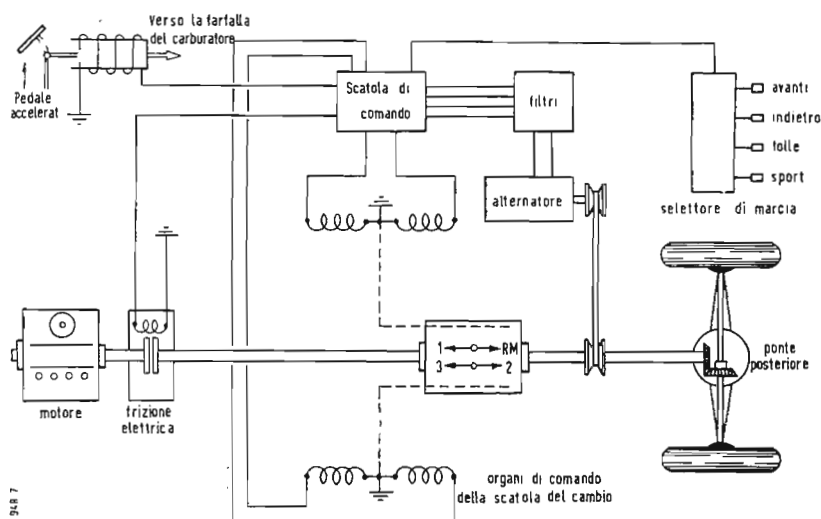 Verso la farfalla
del carburatore
Pedale
accelerat
Scatola di
comando
filtri
alternatore
avanti
indietro
folle
sport
selettore di marcia
motore
frizione
elettrica
1 RM
3 2
ponte
posteriore
organi di comando
della scatola del cambio
948 7